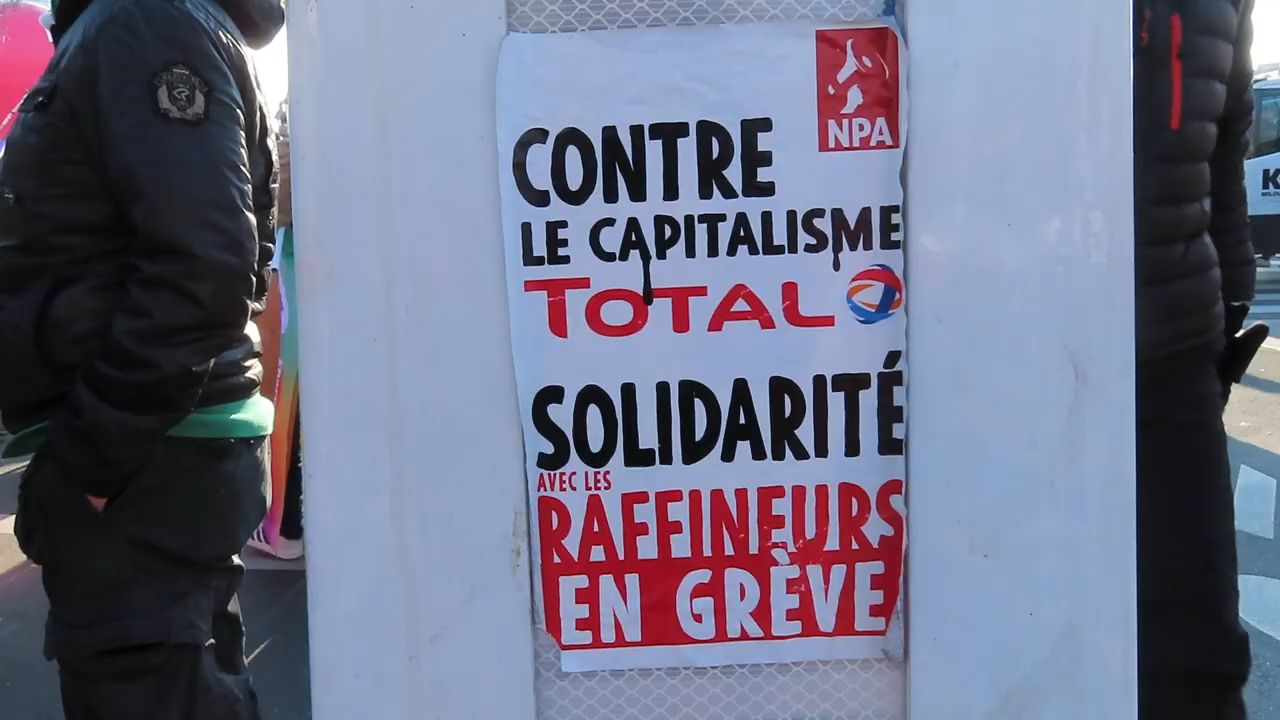 NPA
CONTRE
LE CAPITALISME
TOTAL
SOLIDARITÉ
AVEC LES
RAFFINEURS
EN GRÈVE
K